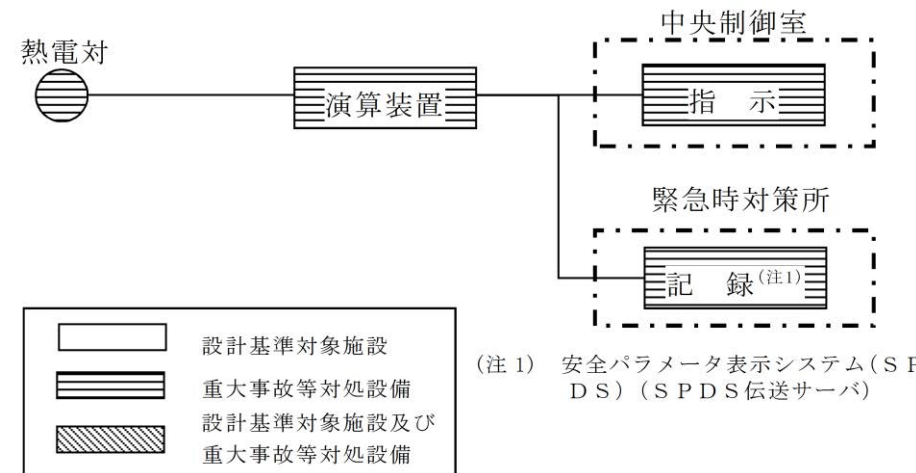 中央制御室
熱電対
演算装置
指　示
緊急時対策所
記　録(注1)
設計基準対象施設
重大事故等対処設備
設計基準対象施設及び
重大事故等対処設備
(注 1)　安全パラメータ表示システム(ＳＰ
ＤＳ)(ＳＰＤＳ伝送サーバ)